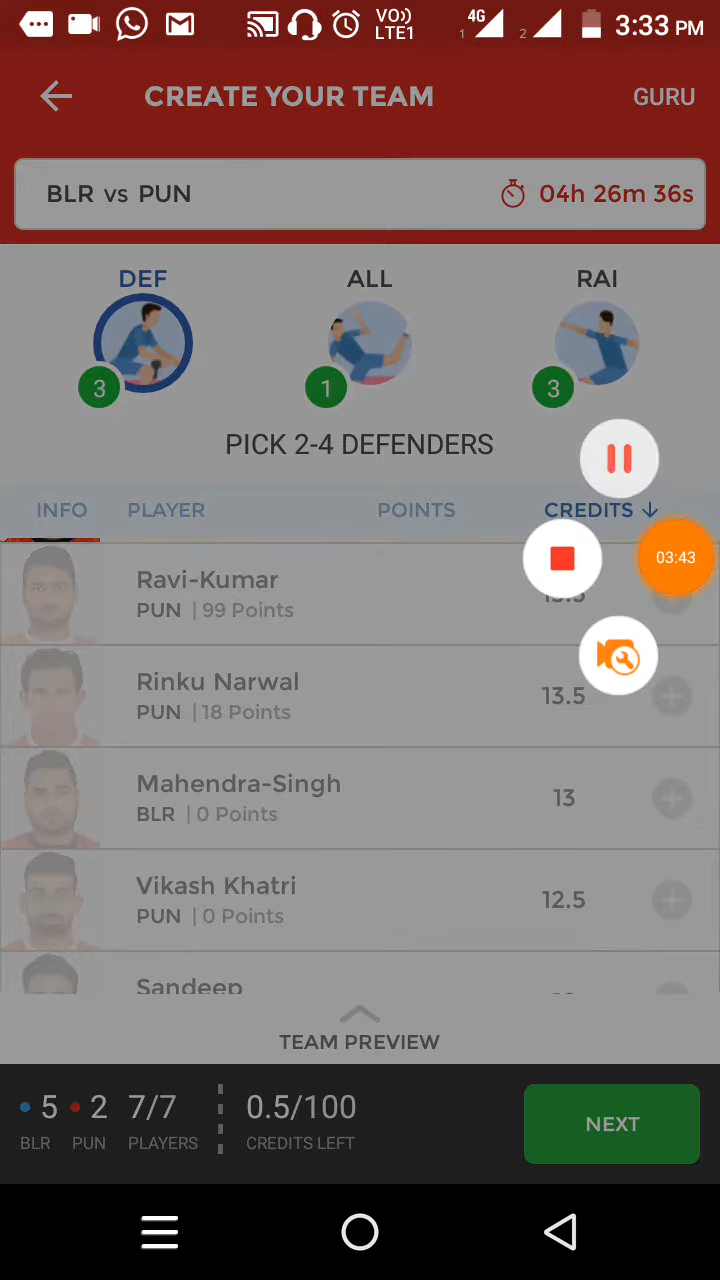 VO)) LTE1 4G 1 2 3:33 PM
CREATE YOUR TEAM GURU
BLR vs PUN 04h 26m 36s
DEF ALL RAI
3 1 3
PICK 2-4 DEFENDERS
INFO PLAYER POINTS CREDITS
03:43
Ravi-Kumar
PUN | 99 Points
Rinku Narwal
PUN | 18 Points
13.5
Mahendra-Singh
BLR | 0 Points
13
Vikash Khatri
PUN | 0 Points
12.5
Sandeep
TEAM PREVIEW
5 2 7/7 0.5/100
BLR PUN PLAYERS CREDITS LEFT
NEXT